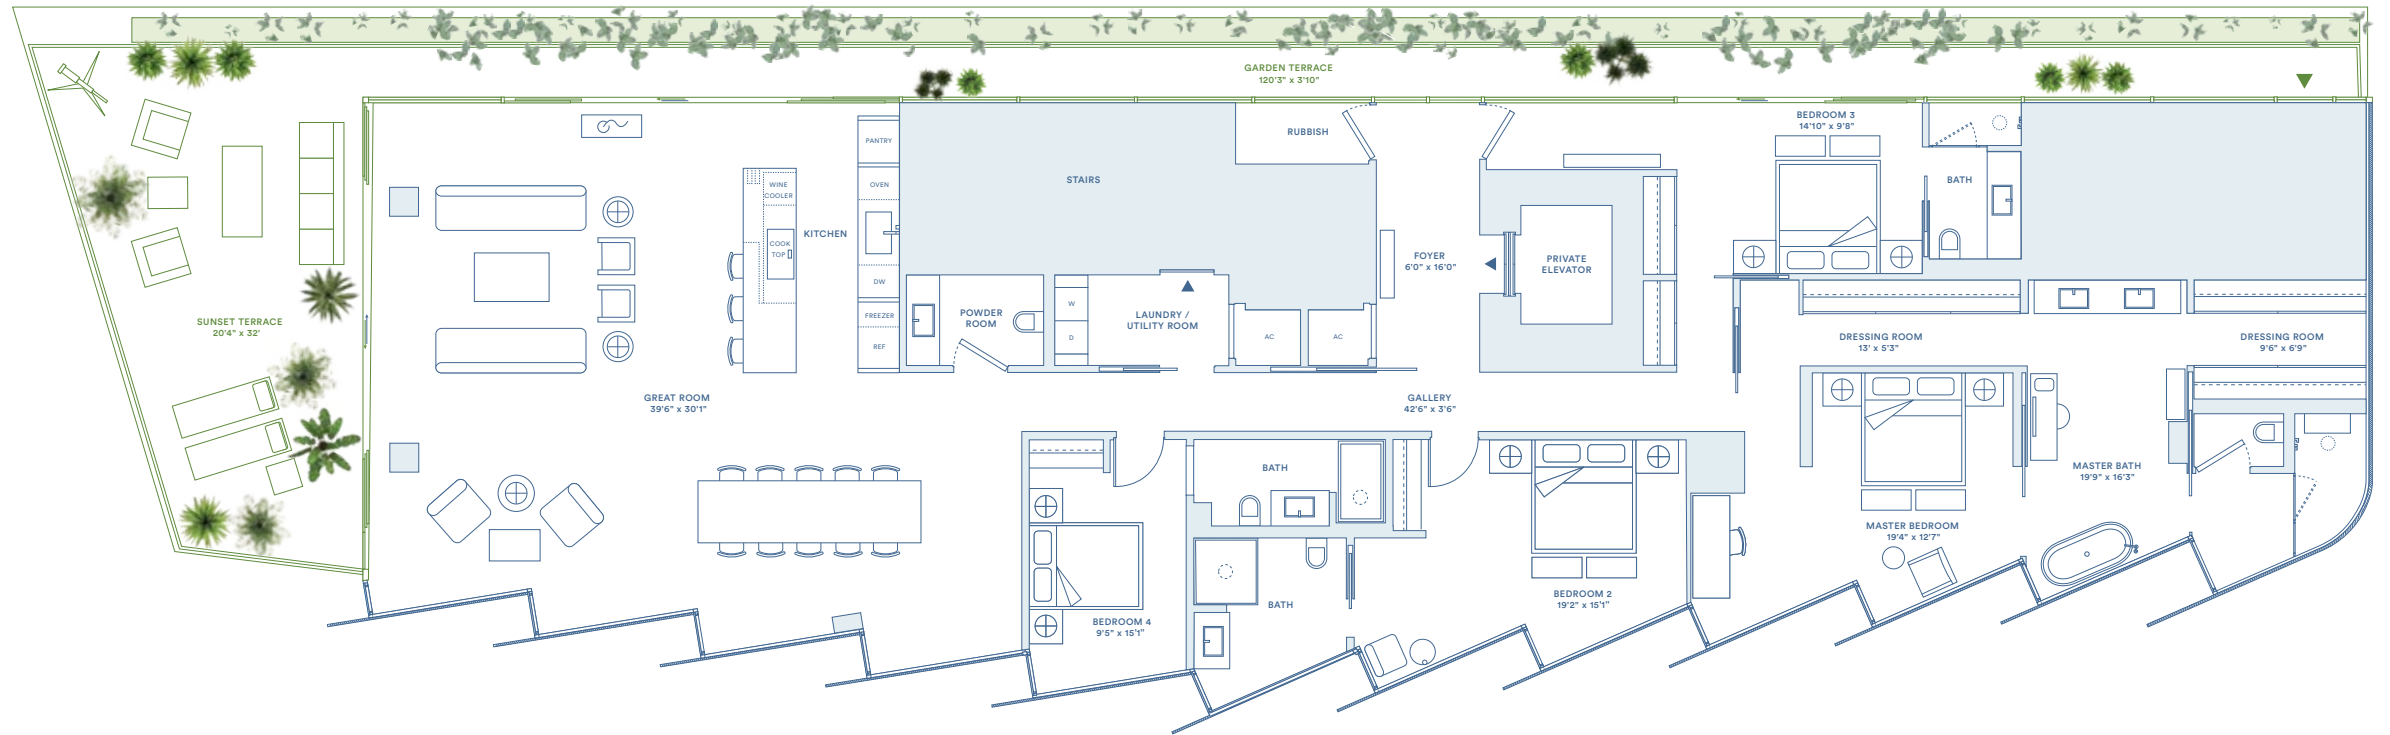 GARDEN TERRACE
120'3" x 3'10"
BEDROOM 3
14'10" x 9'8"
RUBBISH
PANTRY
STAIRS
BATH
WINE
COOLER
OVEN
KITCHEN
COOK
TOP
FOYER
6'0" x 16'0"
PRIVATE
ELEVATOR
DW
W
FREEZER
POWDER
ROOM
LAUNDRY /
UTILITY ROOM
SUNSET TERRACE
20'4" x 32'
D
AC
AC
REF
DRESSING ROOM
13' x 5'3"
DRESSING ROOM
9'6" x 6'9"
GREAT ROOM
39'6" x 30'1"
GALLERY
42'6" x 3'6"
BATH
MASTER BATH
19'9" x 16'3"
MASTER BEDROOM
19'4" x 12'7"
BEDROOM 2
19'2" x 15'1"
BATH
BEDROOM 4
9'5" x 15'1"